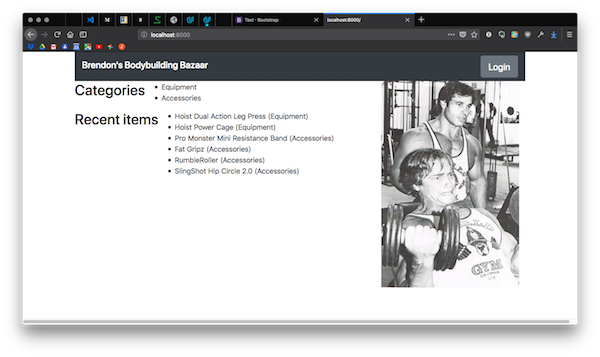 Text · Bootstrap
localhost:8000/
localhost:8000
Brendon's Bodybuilding Bazaar
Login
Categories
Equipment
Accessories
Recent items
Hoist Dual Action Leg Press (Equipment)
Hoist Power Cage (Equipment)
Pro Monster Mini Resistance Band (Accessories)
Fat Gripz (Accessories)
RumbleRoller (Accessories)
SlingShot Hip Circle 2.0 (Accessories)
GYM